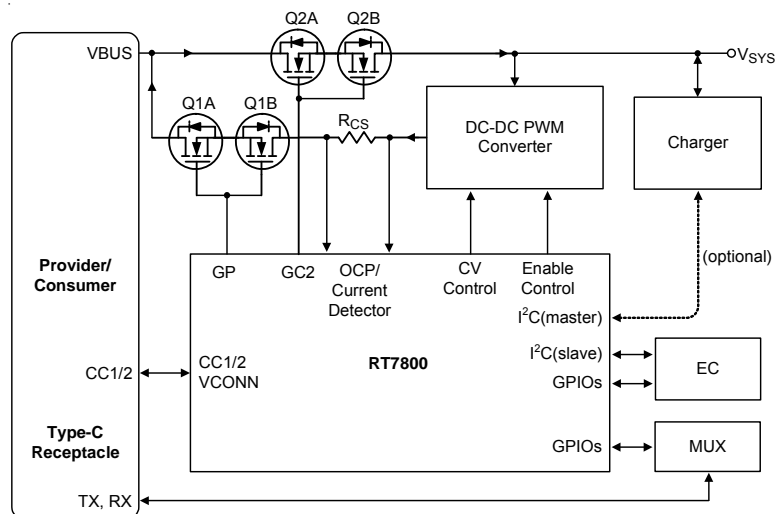 Q2A
Q2B
VBUS
VSYS
Q1A
Q1B
RCS
DC-DC PWM
Converter
Charger
(optional)
Provider/
Consumer
GP
GC2
OCP/
Current
Detector
CV
Control
Enable
Control
I2C(master)
I2C(slave)
GPIOs
EC
CC1/2
CC1/2
VCONN
RT7800
Type-C
Receptacle
GPIOs
MUX
TX, RX